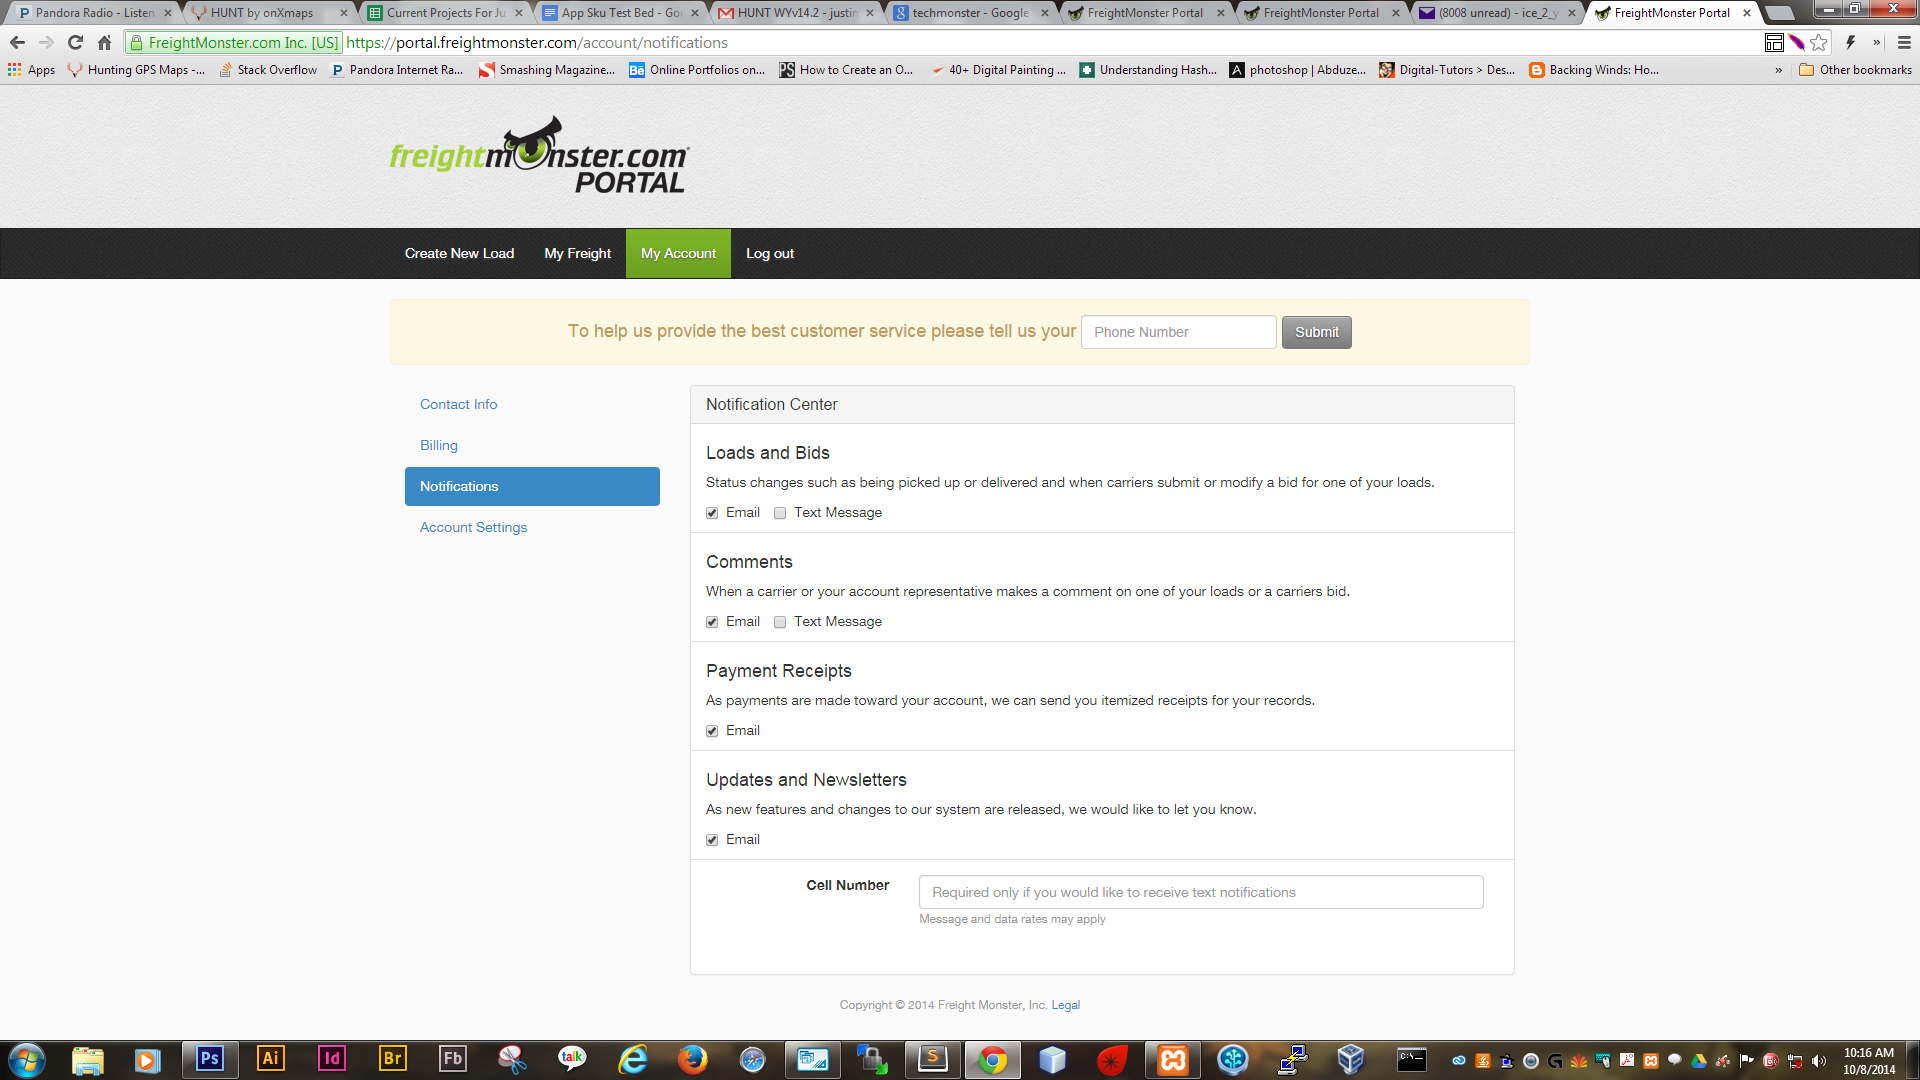 Pandora Radio - Listen
HUNT by onXmaps
Current Projects For Ju
App Sku Test Bed - Go
HUNT WYv14.2 - justin
techmonster - Google
FreightMonster Portal
FreightMonster Portal
(8008 unread) - ice_2_y
FreightMonster Portal
FreightMonster.com Inc. [US] https://portal.freightmonster.com/account/notifications
Apps Hunting GPS Maps -... Stack Overflow Pandora Internet Ra... Smashing Magazine... Online Portfolios on... How to Create an O... 40+ Digital Painting ... Understanding Hash... photoshop | Abduze... Digital-Tutors > Des... Backing Winds: Ho... » Other bookmarks
freightmonster.com
PORTAL
Create New Load My Freight My Account Log out
To help us provide the best customer service please tell us your Phone Number Submit
Contact Info
Billing
Notifications
Account Settings
Notification Center
Loads and Bids
Status changes such as being picked up or delivered and when carriers submit or modify a bid for one of your loads.
Email Text Message
Comments
When a carrier or your account representative makes a comment on one of your loads or a carriers bid.
Email Text Message
Payment Receipts
As payments are made toward your account, we can send you itemized receipts for your records.
Email
Updates and Newsletters
As new features and changes to our system are released, we would like to let you know.
Email
Cell Number Required only if you would like to receive text notifications
Message and data rates may apply
Copyright © 2014 Freight Monster, Inc. Legal
Ps Ai Id Br Fb talk
10:16 AM
10/8/2014